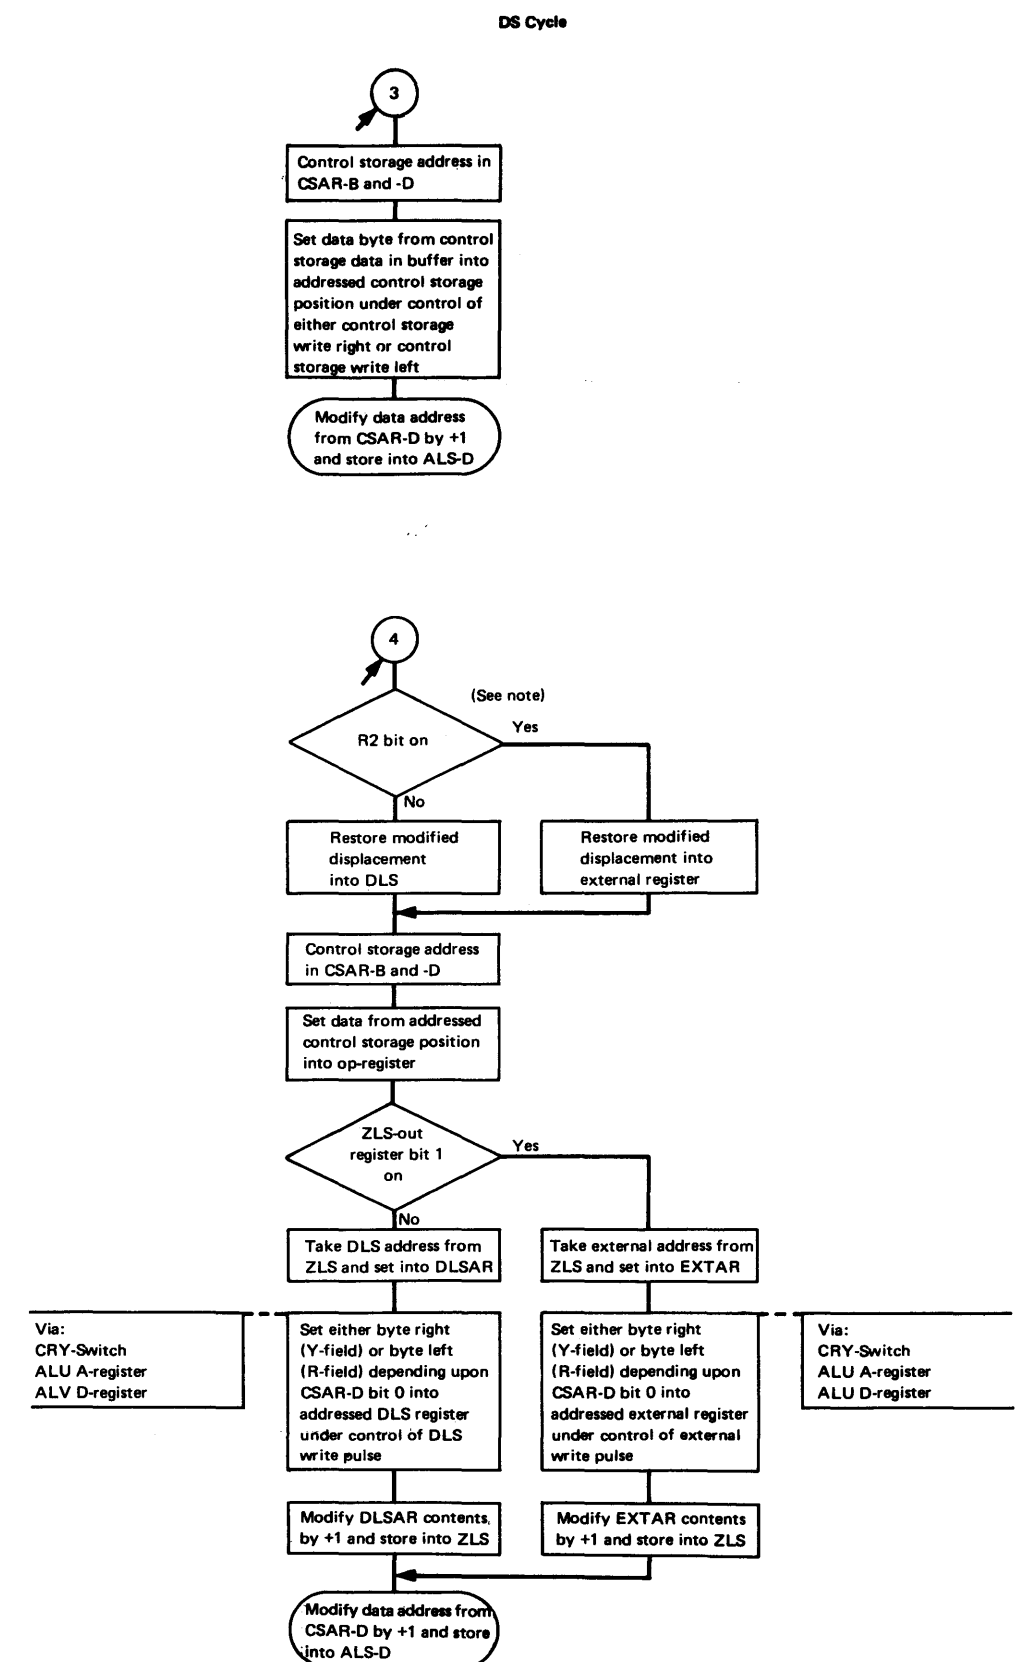 DS Cycle
3
Control storage address in
CSAR-B and -D
Set data byte from control
storage data in buffer into
addressed control storage
position under control of
either control storage
write right or control
storage write left
Modify data address
from CSAR-D by +1
and store into ALS-D
4
(See note)
R2 bit on
Yes
No
Restore modified
displacement
into DLS
Restore modified
displacement into
external register
Control storage address
in CSAR-B and -D
Set data from addressed
control storage position
into op-register
ZLS-out
register bit 1
on
Yes
No
Take DLS address from
ZLS and set into DLSAR
Take external address from
ZLS and set into EXTAR
Via:
CRY-Switch
ALU A-register
ALV D-register
Set either byte right
(Y-field) or byte left
(R-field) depending upon
CSAR-D bit 0 into
addressed DLS register
under control of DLS
write pulse
Set either byte right
(Y-field) or byte left
(R-field) depending upon
CSAR-D bit 0 into
addressed external register
under control of external
write pulse
Via:
CRY-Switch
ALU A-register
ALU D-register
Modify DLSAR contents
by +1 and store into ZLS
Modify EXTAR contents
by +1 and store into ZLS
Modify data address from
CSAR-D by +1 and store
into ALS-D